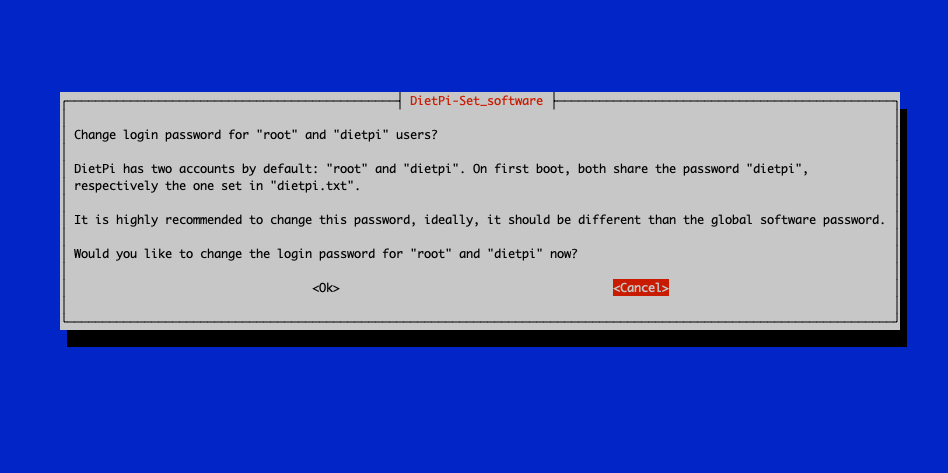 DietPi-Set_software
Change login password for "root" and "dietpi" users?
DietPi has two accounts by default: "root" and "dietpi". On first boot, both share the password "dietpi",
respectively the one set in "dietpi.txt".
It is highly recommended to change this password, ideally, it should be different than the global software password.
Would you like to change the login password for "root" and "dietpi" now?
<Ok> <Cancel>